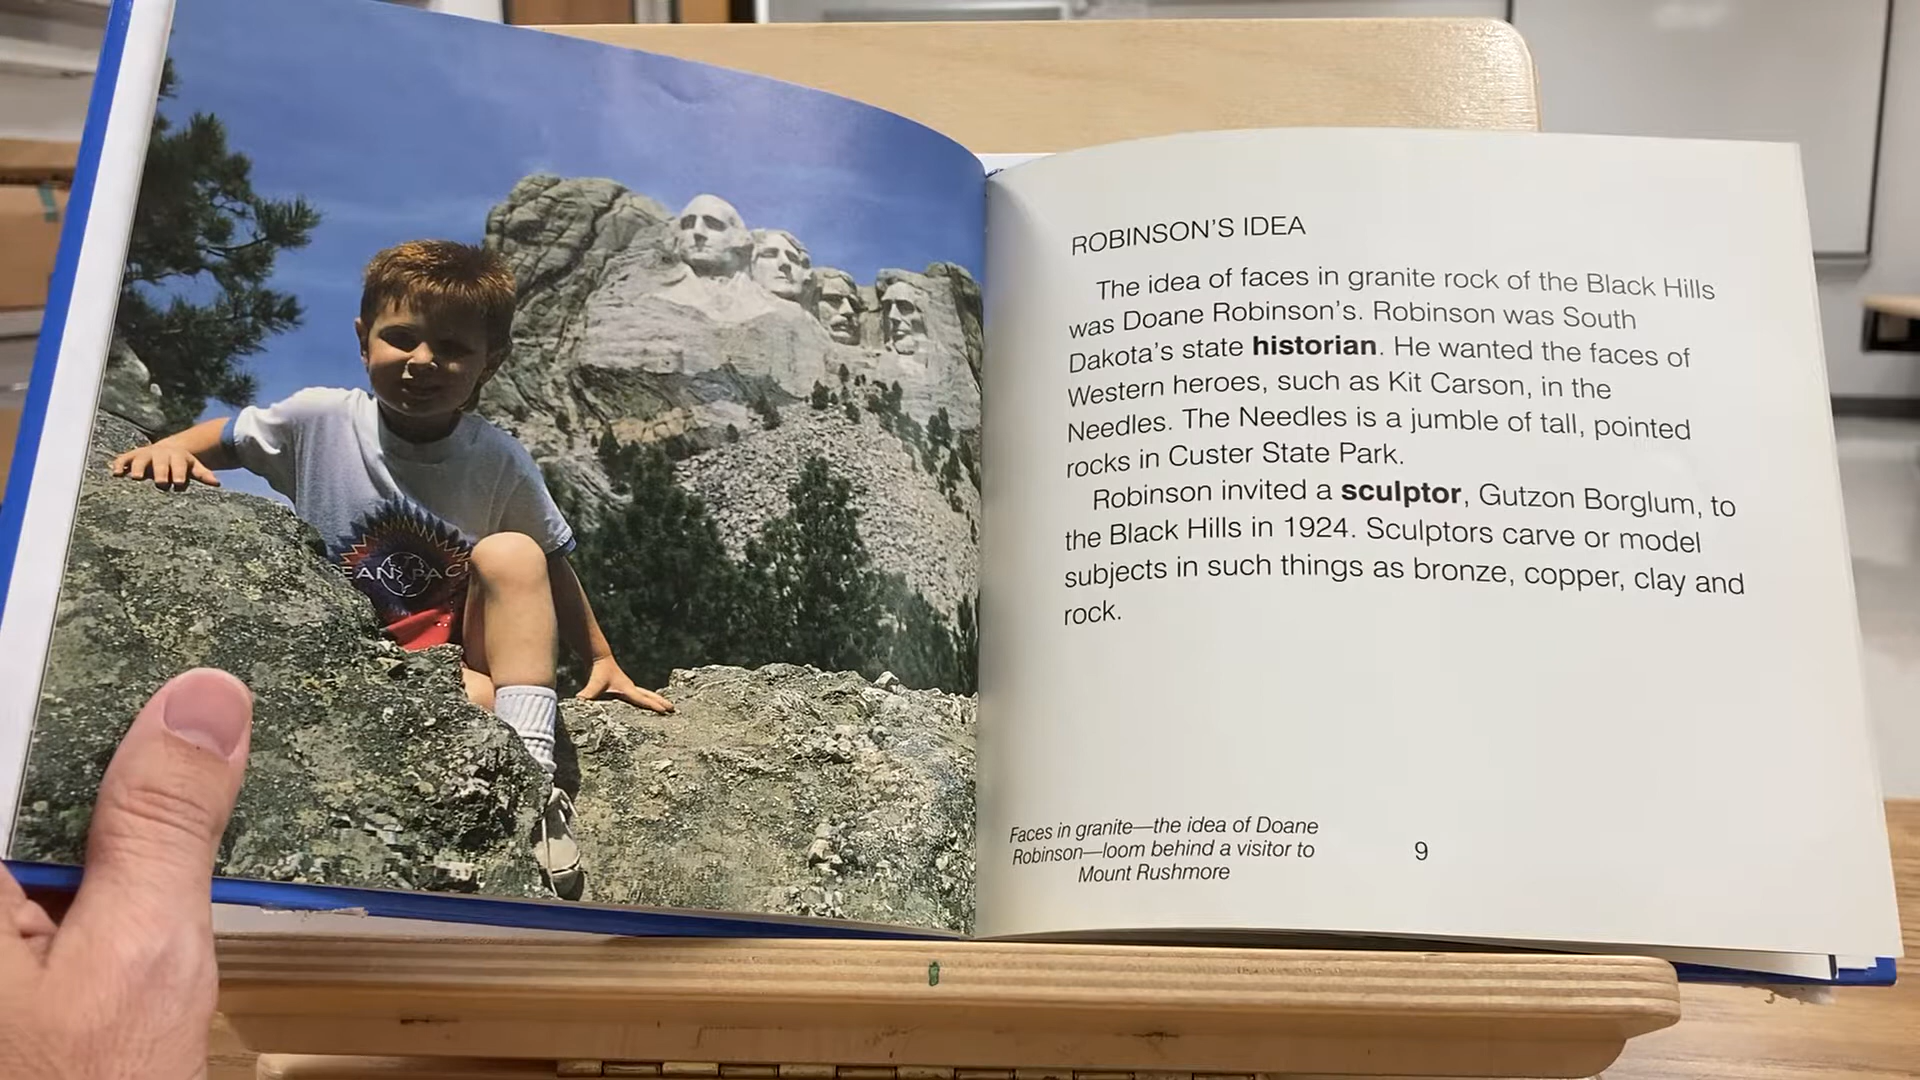 EAN PAC
ROBINSON'S IDEA
The idea of faces in granite rock of the Black Hills
was Doane Robinson's. Robinson was South
Dakota's state historian. He wanted the faces of
Western heroes, such as Kit Carson, in the
Needles. The Needles is a jumble of tall, pointed
rocks in Custer State Park.
Robinson invited a sculptor, Gutzon Borglum, to
the Black Hills in 1924. Sculptors carve or model
subjects in such things as bronze, copper, clay and
rock.
Faces in granite—the idea of Doane
Robinson—loom behind a visitor to
Mount Rushmore
9